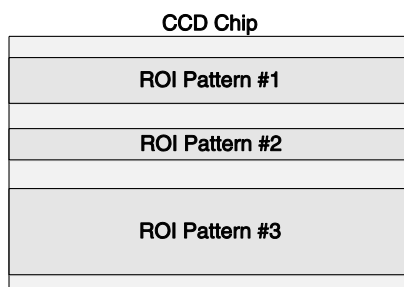 CCD Chip
ROI Pattern #1
ROI Pattern #2
ROI Pattern #3